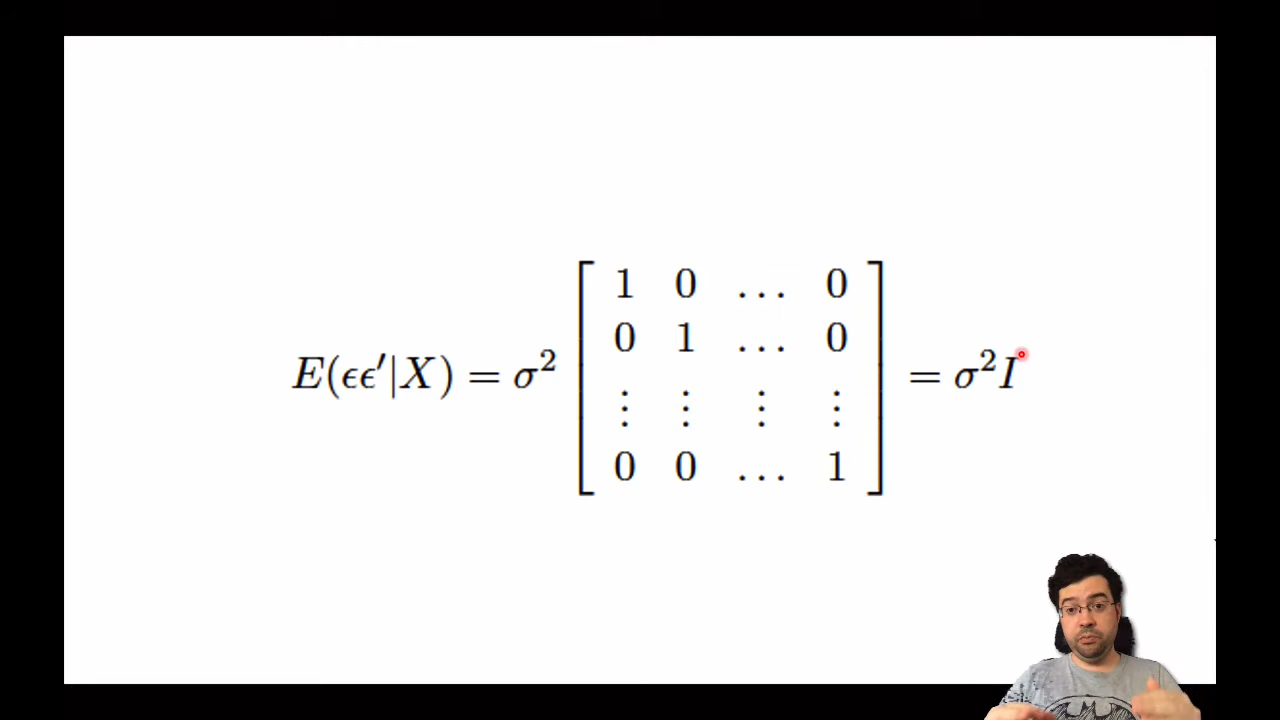 E(ϵϵ′|X) = σ² [ 1 0 … 0
0 1 … 0
⋮ ⋮ ⋮ ⋮
0 0 … 1 ] = σ²I